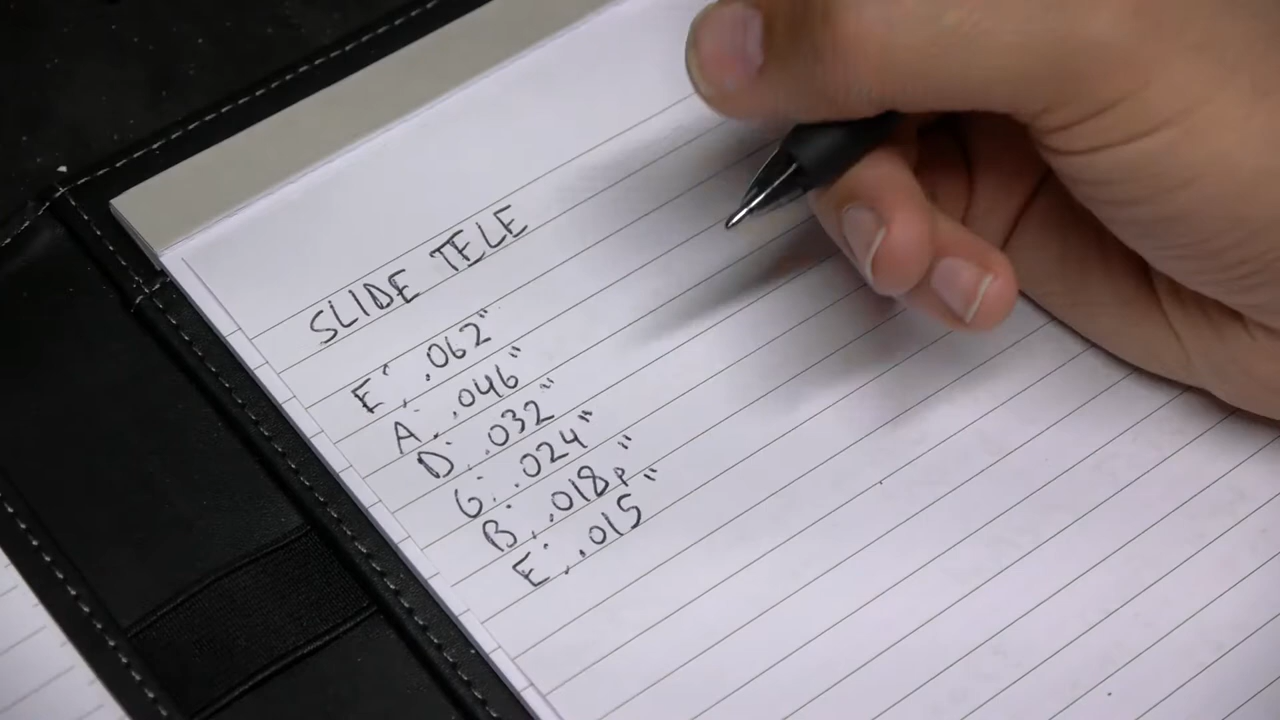 SLIDE TELE
E: .062"
A: .046"
D: .032"
G: .024"
B: .018p"
E: .015"